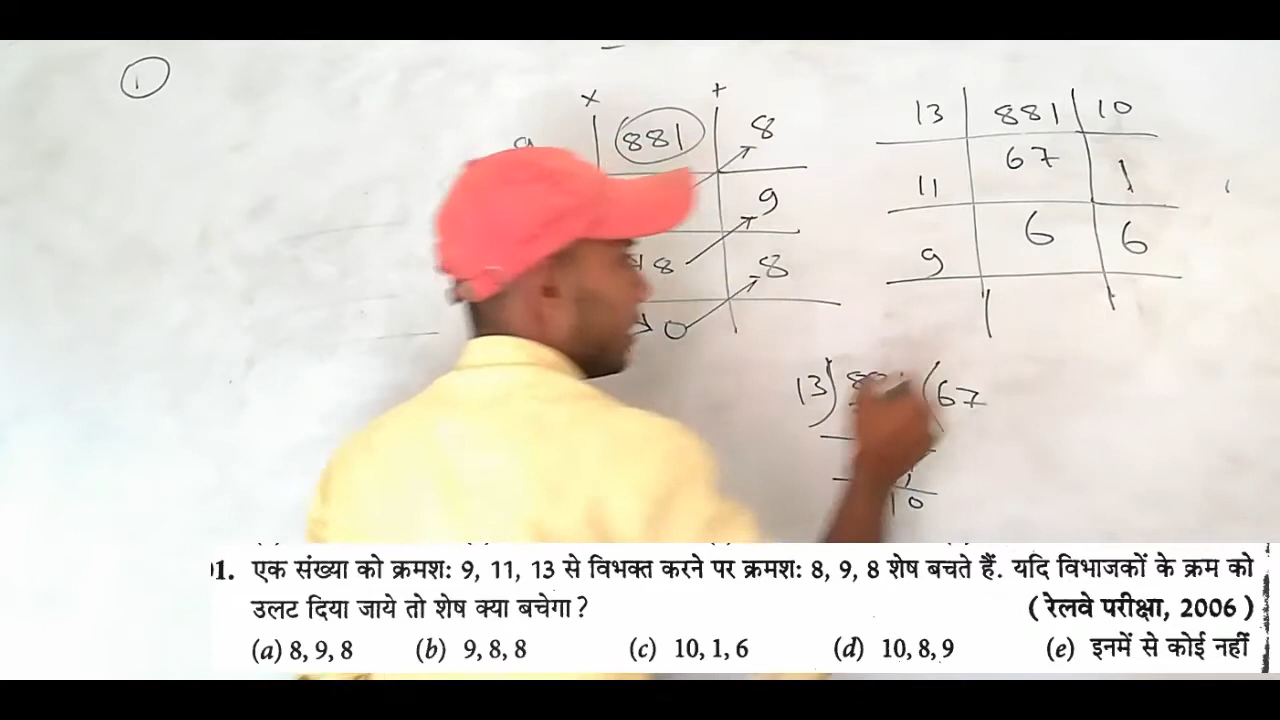 1
× 881 + 8
9
8 8
0
13 881 10
67
11 1
6 6
9
13) (67
10
1. एक संख्या को क्रमश: 9, 11, 13 से विभक्त करने पर क्रमश: 8, 9, 8 शेष बचते हैं. यदि विभाजकों के क्रम को
उलट दिया जाये तो शेष क्या बचेगा ? ( रेलवे परीक्षा, 2006 )
(a) 8, 9, 8 (b) 9, 8, 8 (c) 10, 1, 6 (d) 10, 8, 9 (e) इनमें से कोई नहीं